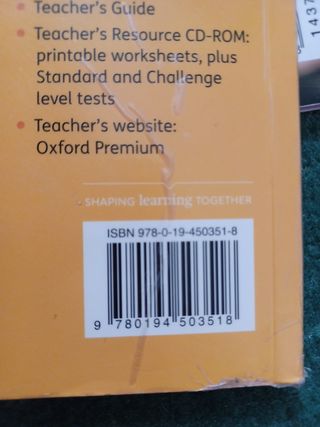 • Teacher's Guide
• Teacher's Resource CD-ROM:
printable worksheets, plus
Standard and Challenge
level tests
• Teacher's website:
Oxford Premium
SHAPING learning TOGETHER
ISBN 978-0-19-450351-8
9 780194 503518
1437